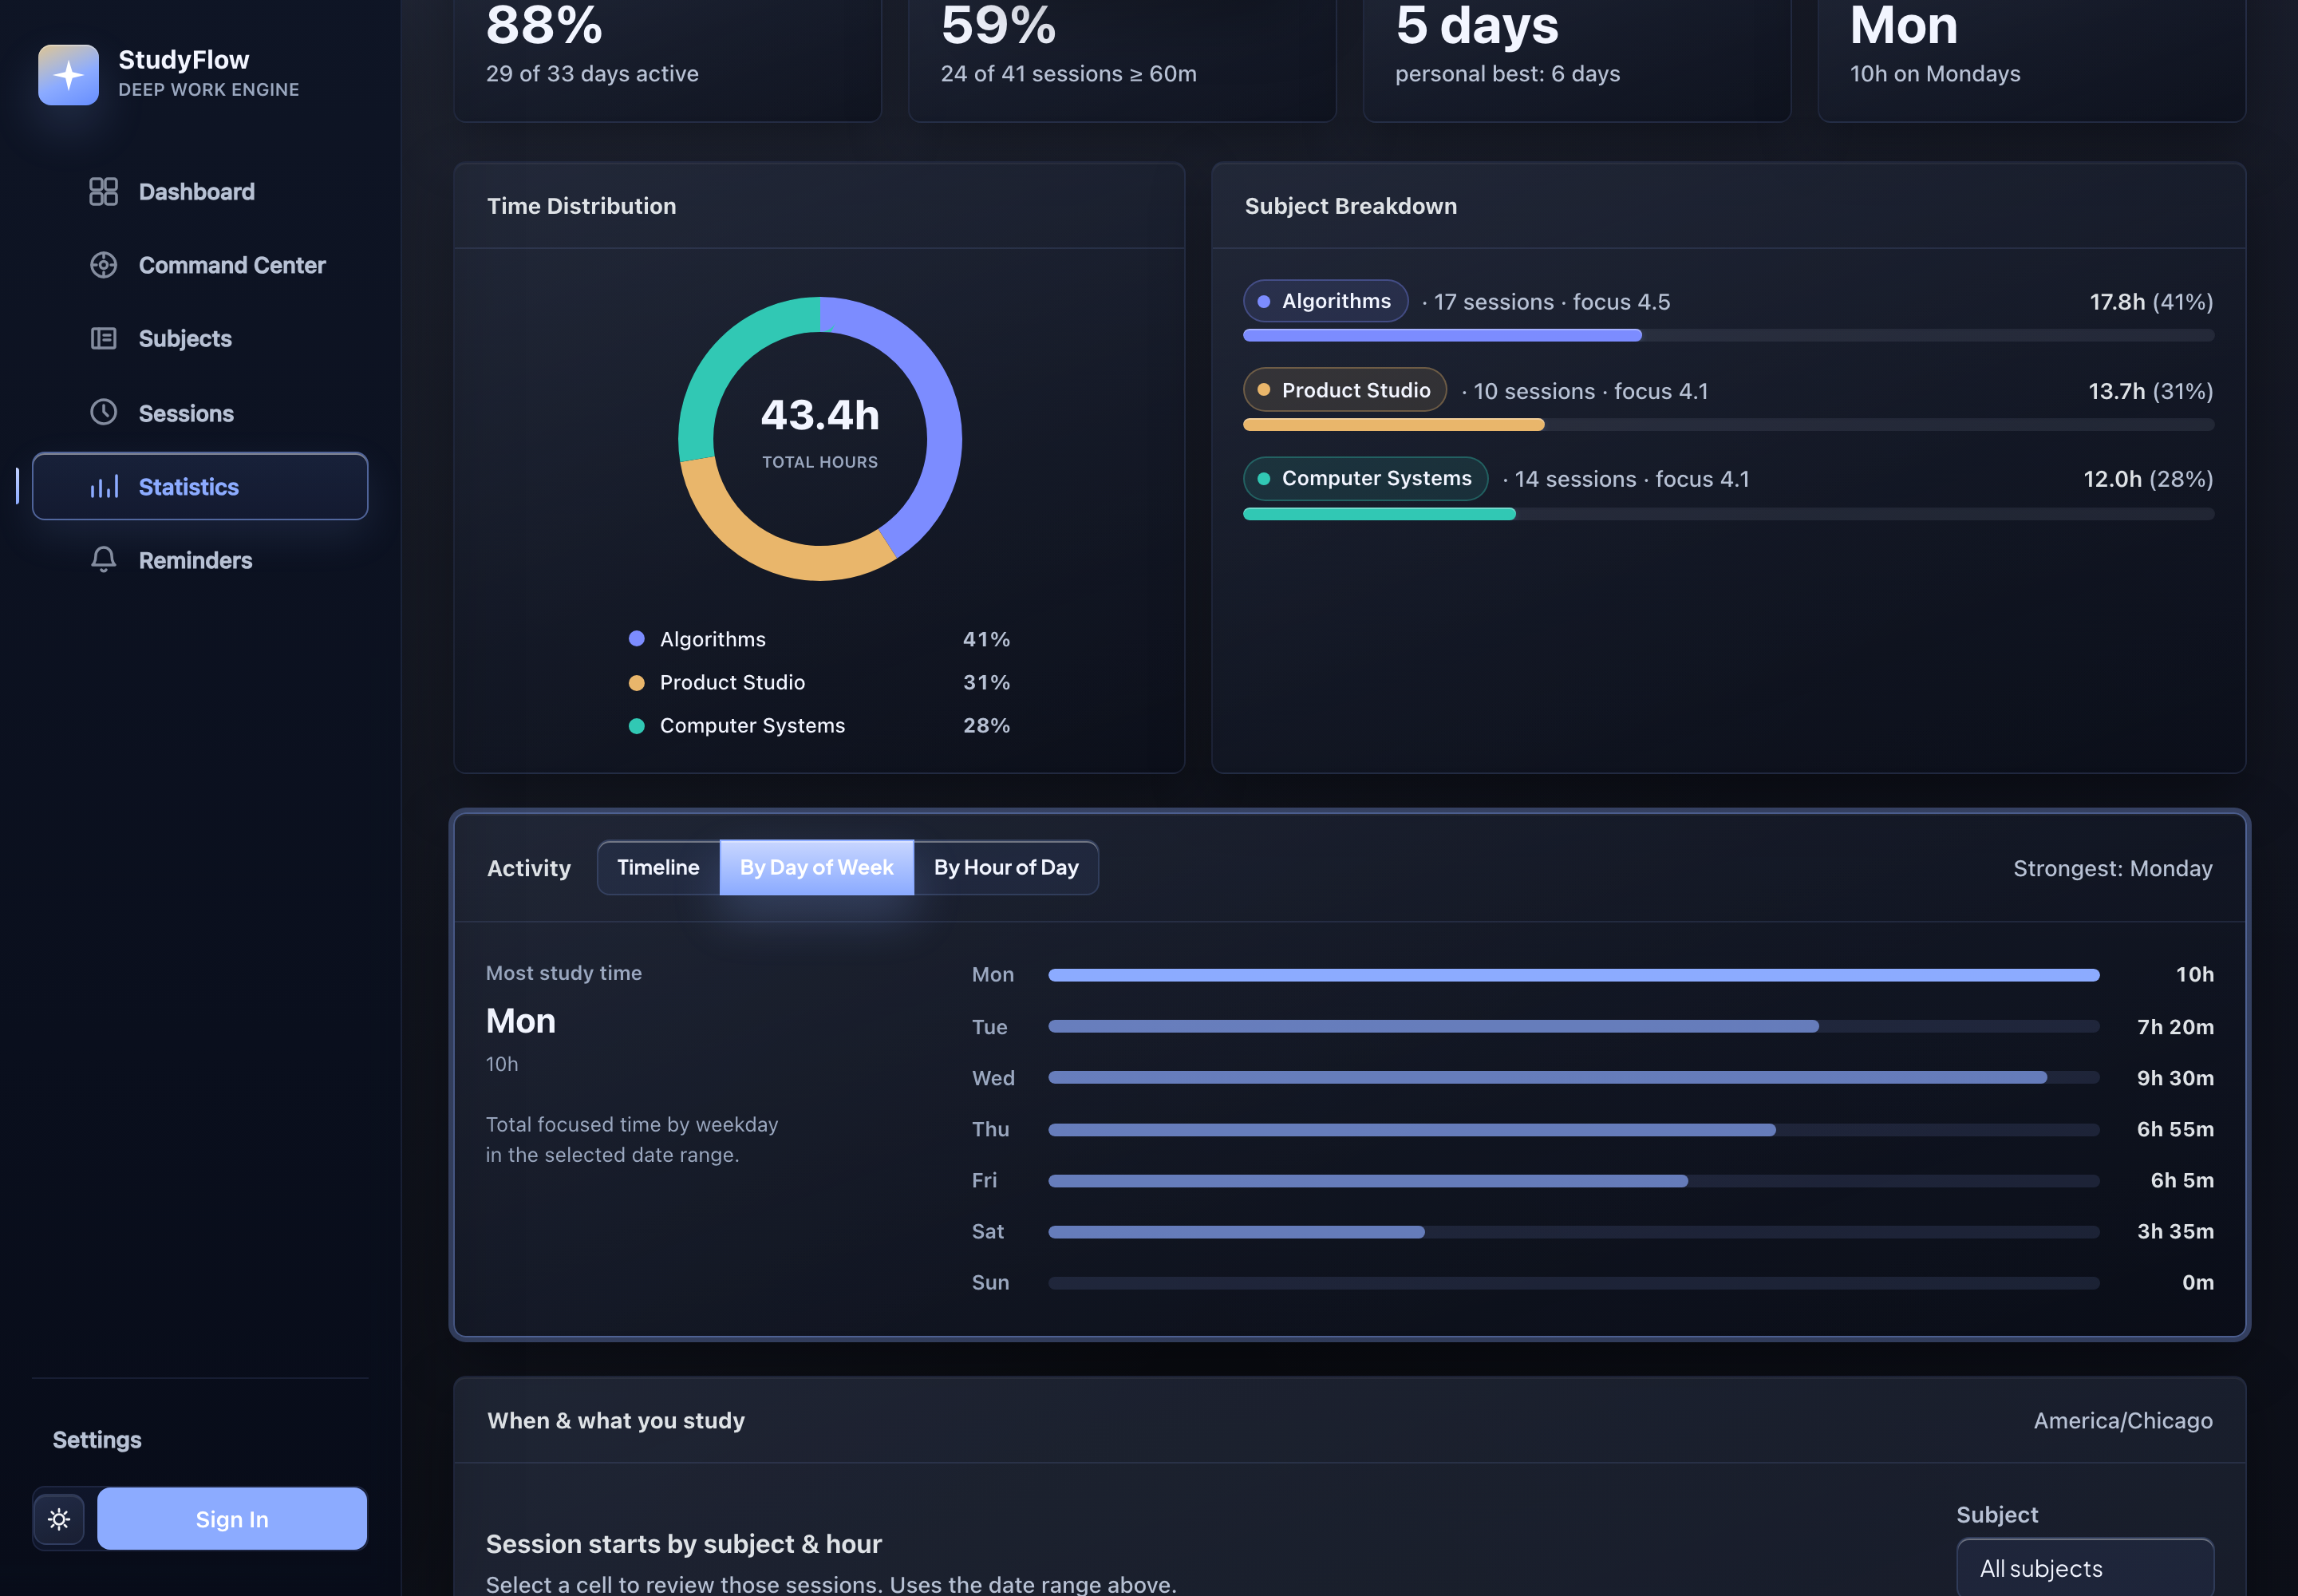 StudyFlow
DEEP WORK ENGINE
Dashboard
Command Center
Subjects
Sessions
Statistics
Reminders
Settings
Sign In
88%
29 of 33 days active
59%
24 of 41 sessions ≥ 60m
5 days
personal best: 6 days
Mon
10h on Mondays
Time Distribution
43.4h
TOTAL HOURS
Algorithms 41%
Product Studio 31%
Computer Systems 28%
Subject Breakdown
Algorithms · 17 sessions · focus 4.5 17.8h (41%)
Product Studio · 10 sessions · focus 4.1 13.7h (31%)
Computer Systems · 14 sessions · focus 4.1 12.0h (28%)
Activity Timeline By Day of Week By Hour of Day Strongest: Monday
Most study time
Mon
10h
Total focused time by weekday
in the selected date range.
Mon 10h
Tue 7h 20m
Wed 9h 30m
Thu 6h 55m
Fri 6h 5m
Sat 3h 35m
Sun 0m
When & what you study America/Chicago
Session starts by subject & hour
Select a cell to review those sessions. Uses the date range above.
Subject
All subjects